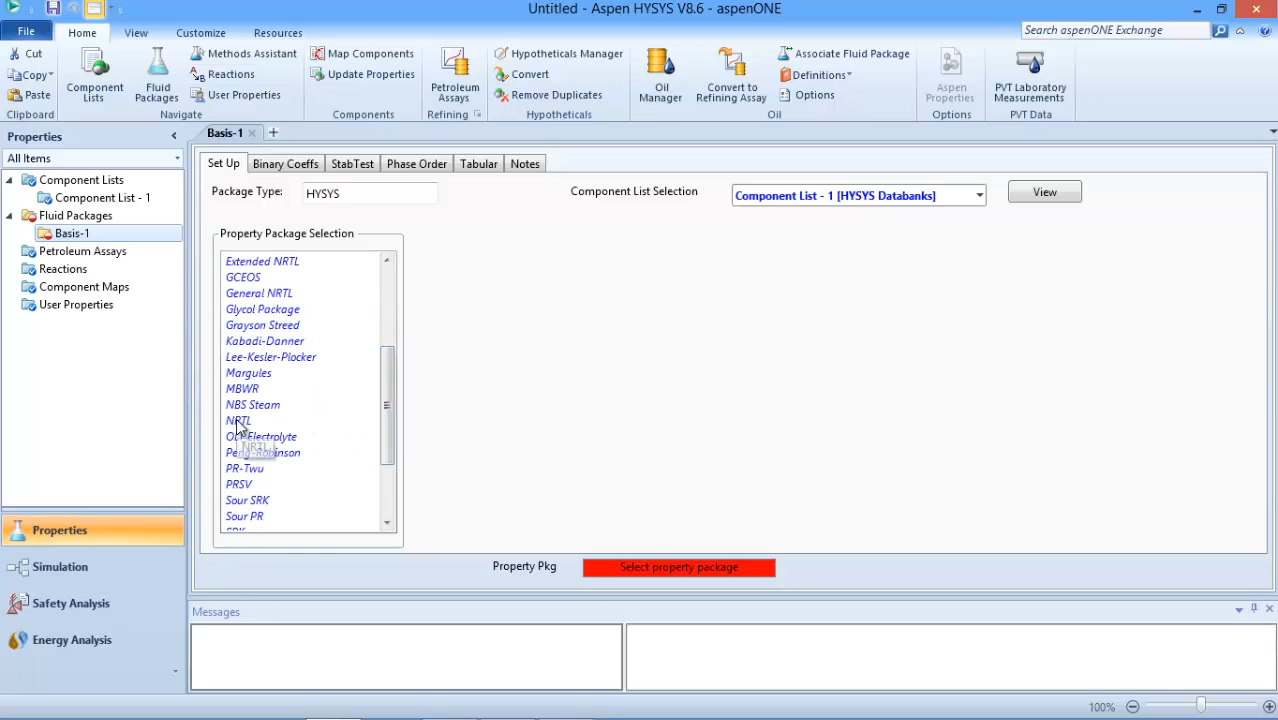 Untitled - Aspen HYSYS V8.6 - aspenONE
File
Home
View
Customize
Resources
Search aspenONE Exchange
Cut
Copy
Paste
Clipboard
Component Lists
Fluid Packages
Methods Assistant
Reactions
User Properties
Navigate
Map Components
Update Properties
Components
Petroleum Assays
Refining
Hypotheticals Manager
Convert
Remove Duplicates
Hypotheticals
Oil Manager
Convert to Refining Assay
Associate Fluid Package
Definitions
Options
Oil
Aspen Properties
Options
PVT Laboratory Measurements
PVT Data
Properties
All Items
Component Lists
Component List - 1
Fluid Packages
Basis-1
Petroleum Assays
Reactions
Component Maps
User Properties
Properties
Simulation
Safety Analysis
Energy Analysis
Basis-1
Set Up
Binary Coeffs
StabTest
Phase Order
Tabular
Notes
Package Type:
HYSYS
Component List Selection
Component List - 1 [HYSYS Databanks]
View
Property Package Selection
Extended NRTL
GCEOS
General NRTL
Glycol Package
Grayson Streed
Kabadi-Danner
Lee-Kesler-Plocker
Margules
MBWR
NBS Steam
NRTL
OLI Electrolyte
NRTL
Peng-Robinson
PR-Twu
PRSV
Sour SRK
Sour PR
SRK
Property Pkg
Select property package
Messages
100%